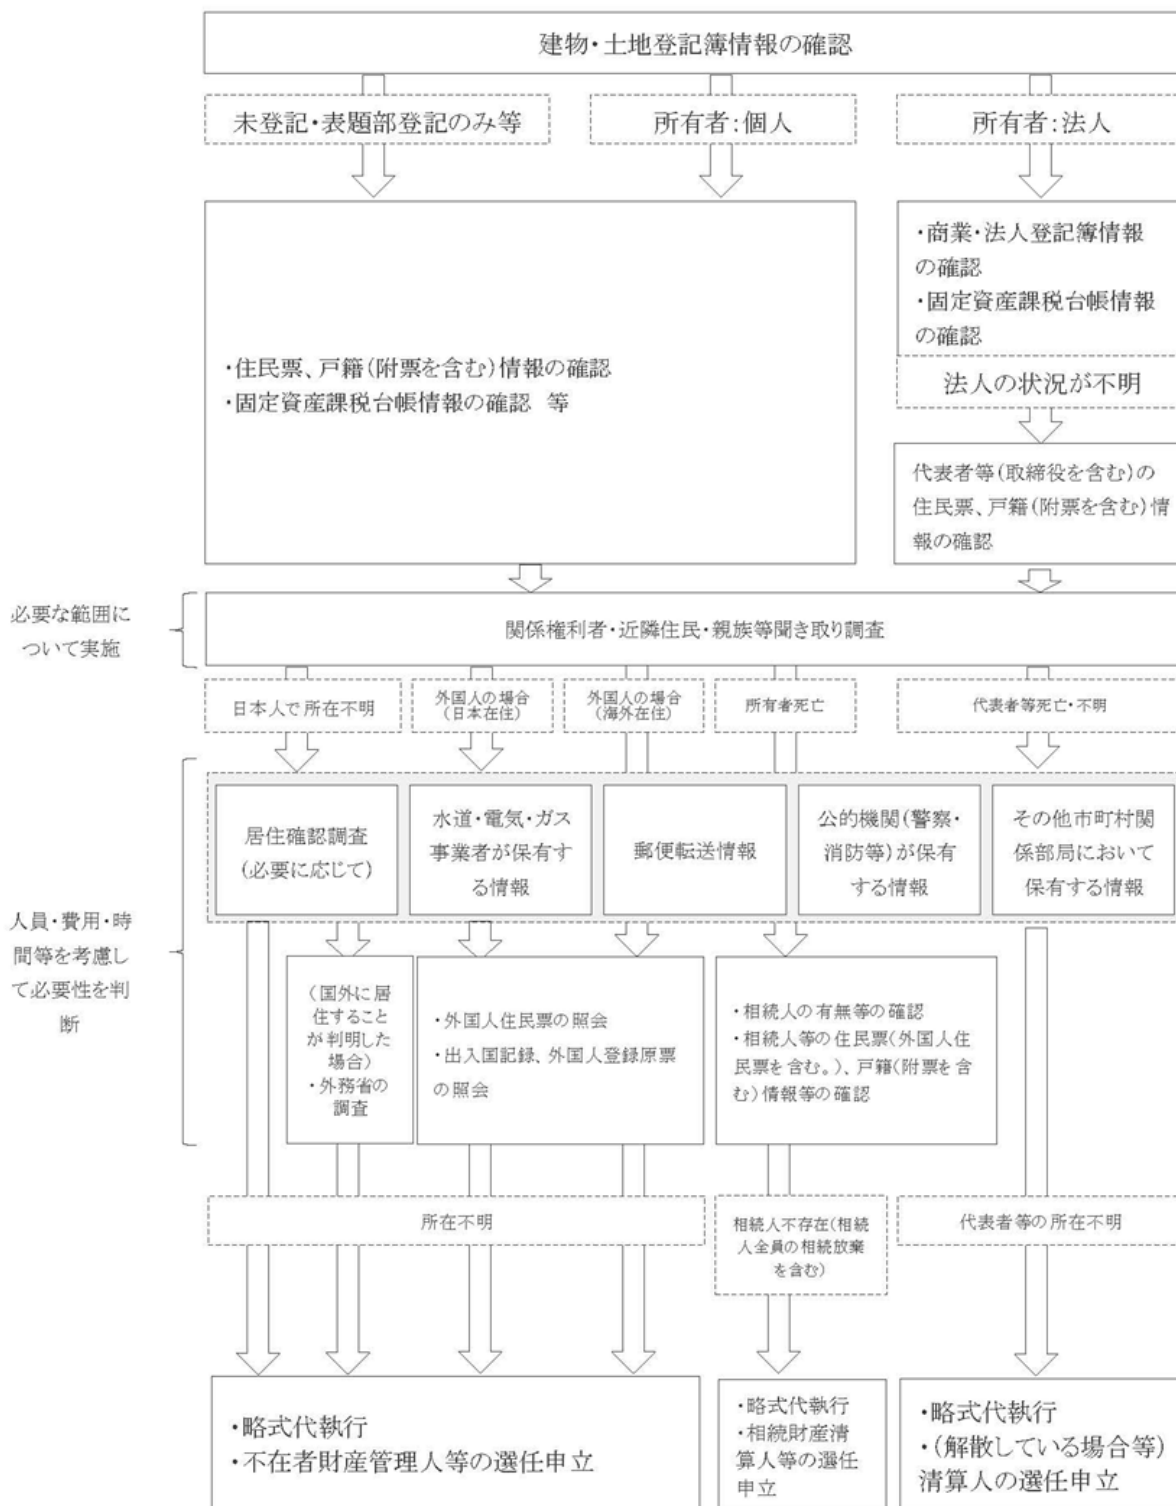 建物・土地登記簿情報の確認
未登記・表題部登記のみ等
所有者:個人
所有者:法人
・商業・法人登記簿情報
の確認
・固定資産課税台帳情報
の確認
・住民票、戸籍(附票を含む)情報の確認
・固定資産課税台帳情報の確認 等
法人の状況が不明
代表者等(取締役を含む)の
住民票、戸籍(附票を含む)情
報の確認
必要な範囲に
ついて実施
関係権利者・近隣住民・親族等聞き取り調査
日本人で所在不明
外国人の場合
(日本在住)
外国人の場合
(海外在住)
所有者死亡
代表者等死亡・不明
人員・費用・時
間等を考慮し
て必要性を判
断
居住確認調査
(必要に応じて)
水道・電気・ガス
事業者が保有す
る情報
郵便転送情報
公的機関(警察・
消防等)が保有
する情報
その他市町村関
係部局において
保有する情報
(国外に居
住すること
が判明した
場合)
・外務省の
調査
・外国人住民票の照会
・出入国記録、外国人登録原票
の照会
・相続人の有無等の確認
・相続人等の住民票(外国人住
民票を含む。)、戸籍(附票を含
む)情報等の確認
所在不明
相続人不存在(相続
人全員の相続放棄
を含む)
代表者等の所在不明
・略式代執行
・不在者財産管理人等の選任申立
・略式代執行
・相続財産清
算人等の選任
申立
・略式代執行
・(解散している場合等)
清算人の選任申立